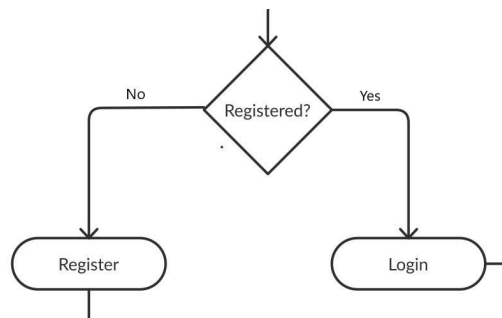 No
Yes
Registered?
Register
Login